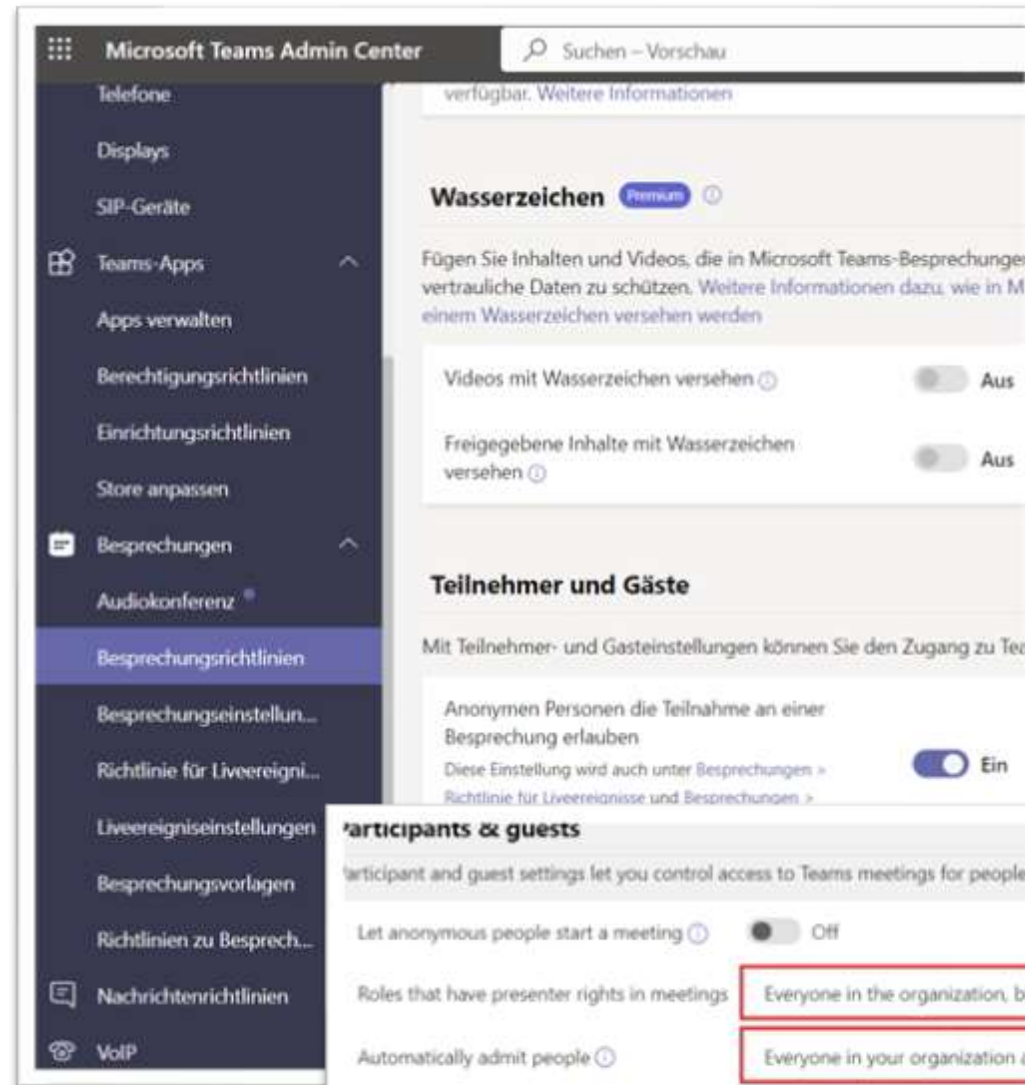 Microsoft Teams Admin Center
Suchen – Vorschau
Telefone
Displays
SIP-Geräte
Teams-Apps
Apps verwalten
Berechtigungsrichtlinien
Einrichtungsrichtlinien
Store anpassen
Besprechungen
Audiokonferenz
Besprechungsrichtlinien
Besprechungseinstellun...
Richtlinie für Liveereigni...
Liveereigniseinstellungen
Besprechungsvorlagen
Richtlinien zu Besprech...
Nachrichtenrichtlinien
VoIP
verfügbar. Weitere Informationen
Wasserzeichen Premium
Fügen Sie Inhalten und Videos, die in Microsoft Teams-Besprechungen
vertrauliche Daten zu schützen. Weitere Informationen dazu, wie in M
einem Wasserzeichen versehen werden
Videos mit Wasserzeichen versehen Aus
Freigegebene Inhalte mit Wasserzeichen
versehen Aus
Teilnehmer und Gäste
Mit Teilnehmer- und Gasteinstellungen können Sie den Zugang zu Tea
Anonymen Personen die Teilnahme an einer
Besprechung erlauben
Diese Einstellung wird auch unter Besprechungen > Ein
Richtlinie für Liveereignisse und Besprechungen >
Participants & guests
Participant and guest settings let you control access to Teams meetings for people
Let anonymous people start a meeting Off
Roles that have presenter rights in meetings Everyone in the organization, b
Automatically admit people Everyone in your organization a